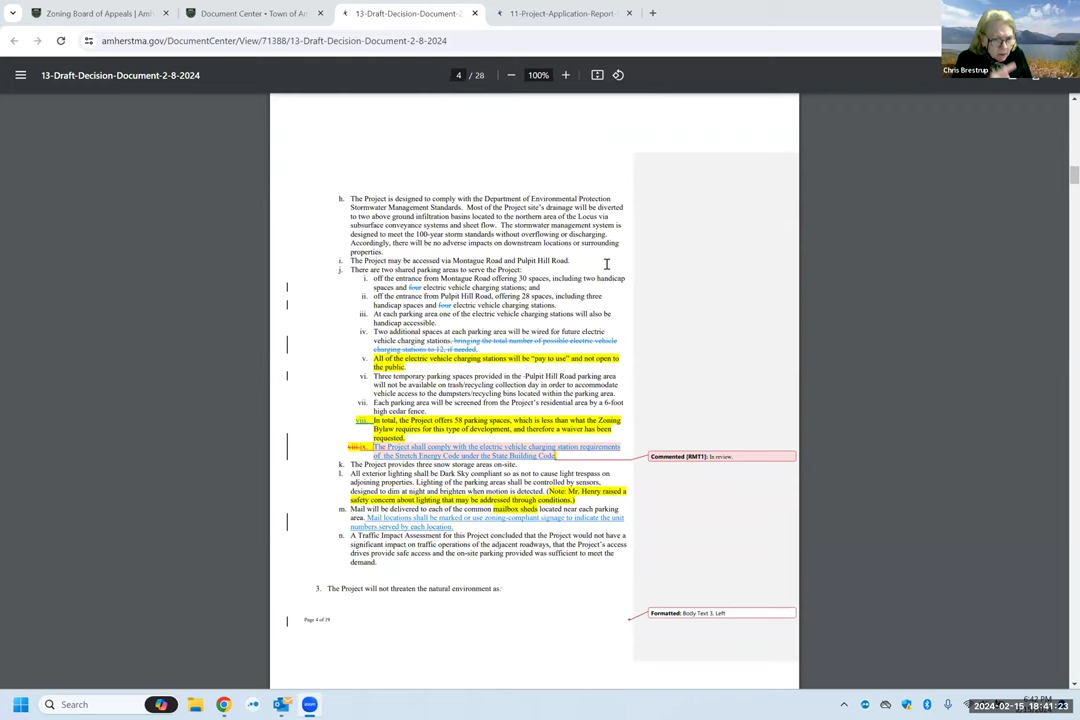 Zoning Board of Appeals | Amh
Document Center • Town of Am
13-Draft-Decision-Document-2-
11-Project-Application-Report-
amherstma.gov/DocumentCenter/View/71388/13-Draft-Decision-Document-2-8-2024
Chris Brestrup
13-Draft-Decision-Document-2-8-2024
4 / 28
100%
h. The Project is designed to comply with the Department of Environmental Protection
Stormwater Management Standards. Most of the Project site's drainage will be diverted
to two above ground infiltration basins located to the northern area of the Locus via
subsurface conveyance systems and sheet flow. The stormwater management system is
designed to meet the 100-year storm standards without overflowing or discharging.
Accordingly, there will be no adverse impacts on downstream locations or surrounding
properties.
i. The Project may be accessed via Montague Road and Pulpit Hill Road.
j. There are two shared parking areas to serve the Project:
i. off the entrance from Montague Road offering 30 spaces, including two handicap
spaces and four electric vehicle charging stations; and
ii. off the entrance from Pulpit Hill Road, offering 28 spaces, including three
handicap spaces and four electric vehicle charging stations.
iii. At each parking area one of the electric vehicle charging stations will also be
handicap accessible.
iv. Two additional spaces at each parking area will be wired for future electric
vehicle charging stations, bringing the total number of possible electric vehicle
charging stations to 12, if needed.
v. All of the electric vehicle charging stations will be "pay to use" and not open to
the public.
vi. Three temporary parking spaces provided in the -Pulpit Hill Road parking area
will not be available on trash/recycling collection day in order to accommodate
vehicle access to the dumpsters/recycling bins located within the parking area.
vii. Each parking area will be screened from the Project's residential area by a 6-foot
high cedar fence.
viii. In total, the Project offers 58 parking spaces, which is less than what the Zoning
Bylaw requires for this type of development, and therefore a waiver has been
requested.
viii.ix. The Project shall comply with the electric vehicle charging station requirements
of the Stretch Energy Code under the State Building Code.
Commented [RMT1]: In review.
k. The Project provides three snow storage areas on-site.
l. All exterior lighting shall be Dark Sky compliant so as not to cause light trespass on
adjoining properties. Lighting of the parking areas shall be controlled by sensors,
designed to dim at night and brighten when motion is detected. (Note: Mr. Henry raised a
safety concern about lighting that may be addressed through conditions.)
m. Mail will be delivered to each of the common mailbox sheds located near each parking
area. Mail locations shall be marked or use zoning-compliant signage to indicate the unit
numbers served by each location.
n. A Traffic Impact Assessment for this Project concluded that the Project would not have a
significant impact on traffic operations of the adjacent roadways, that the Project's access
drives provide safe access and the on-site parking provided was sufficient to meet the
demand.
3. The Project will not threaten the natural environment as:
Formatted: Body Text 3, Left
Page 4 of 19
Search
zoom
2024-02-15 18:41:23